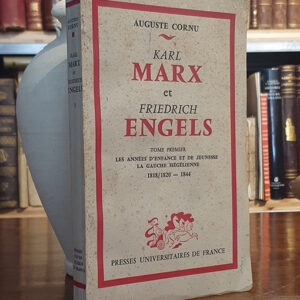 AUGUSTE CORNU
KARL
MARX
et
FRIEDRICH
ENGELS
TOME PREMIER
LES ANNÉES D'ENFANCE ET DE JEUNESSE
LA GAUCHE HÉGÉLIENNE
1818/1820 — 1844
PRESSES UNIVERSITAIRES DE FRANCE